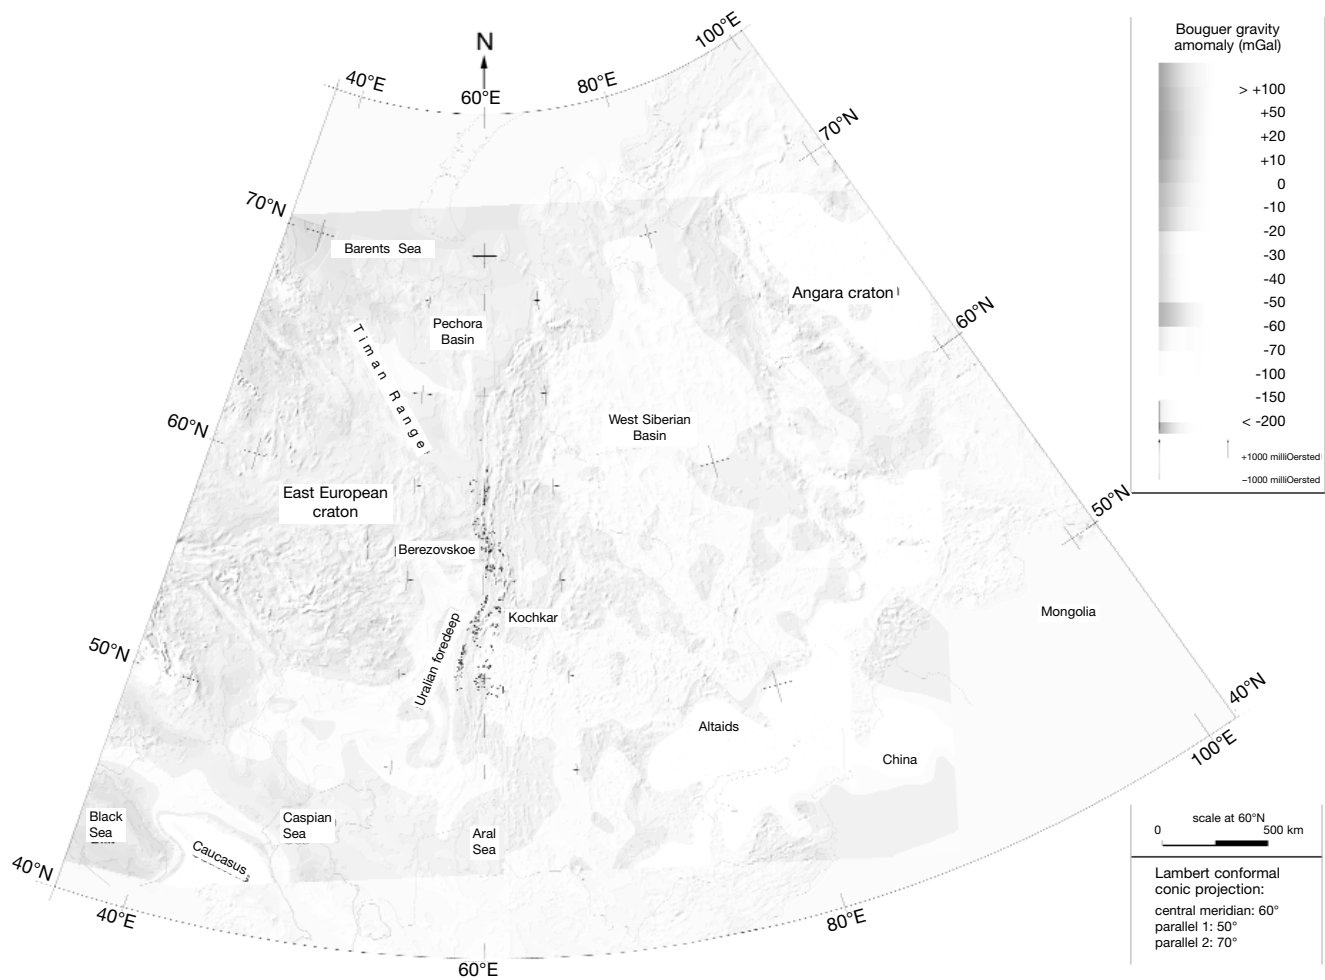 N
100°E
40°E
60°E
80°E
70°N
70°N
Barents Sea
Angara craton
60°N
Pechora
Basin
Timan Range
60°N
West Siberian
Basin
East European
craton
50°N
Berezovskoe
Kochkar
Mongolia
Uralian foredeep
50°N
40°N
Altaids
100°E
China
Black
Sea
Caspian
Sea
Aral
Sea
Caucasus
40°N
40°E
80°E
60°E
Bouguer gravity
anomaly (mGal)
> +100
+50
+20
+10
0
-10
-20
-30
-40
-50
-60
-70
-100
-150
< -200
+1000 milliOersted
−1000 milliOersted
scale at 60°N
0 500 km
Lambert conformal
conic projection:
central meridian: 60°
parallel 1: 50°
parallel 2: 70°